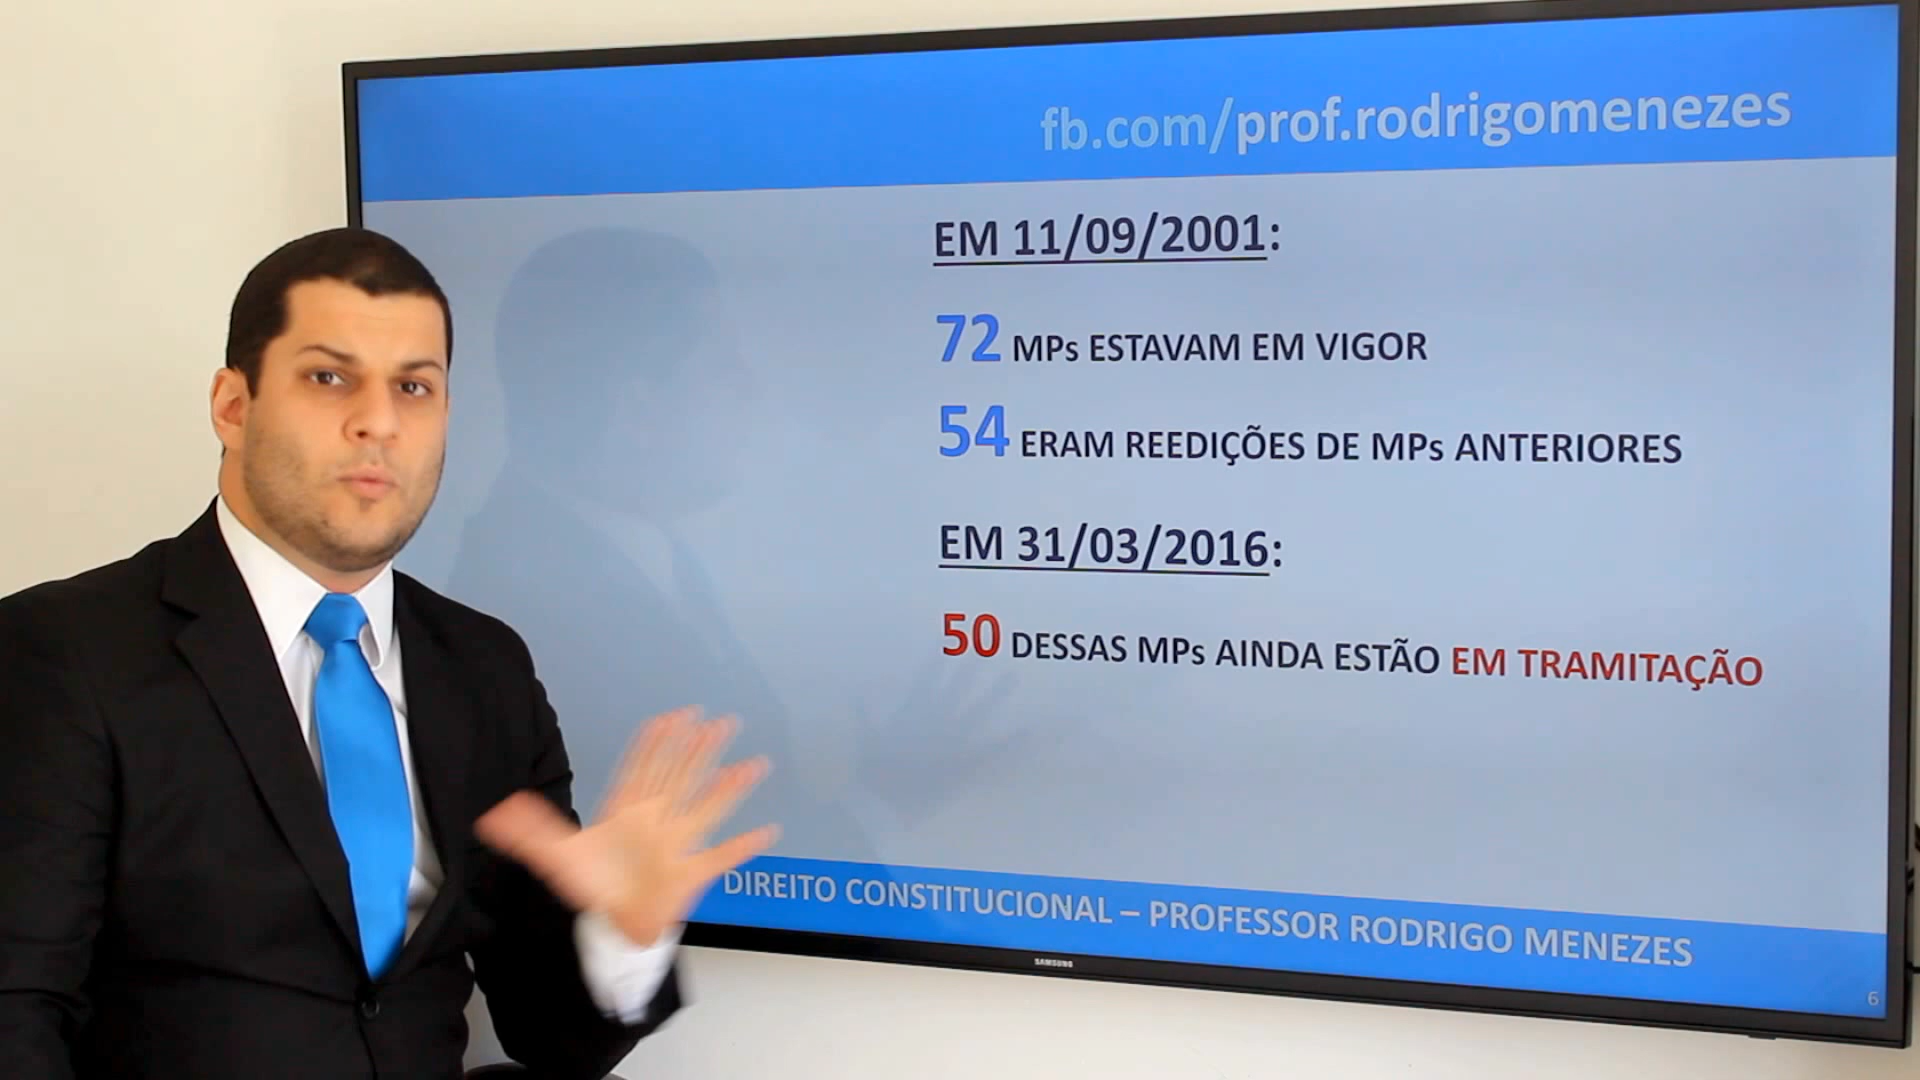 fb.com/prof.rodrigomenezes
EM 11/09/2001:
72 MPs ESTAVAM EM VIGOR
54 ERAM REEDIÇÕES DE MPs ANTERIORES
EM 31/03/2016:
50 DESSAS MPs AINDA ESTÃO EM TRAMITAÇÃO
DIREITO CONSTITUCIONAL – PROFESSOR RODRIGO MENEZES
SAMSUNG
6